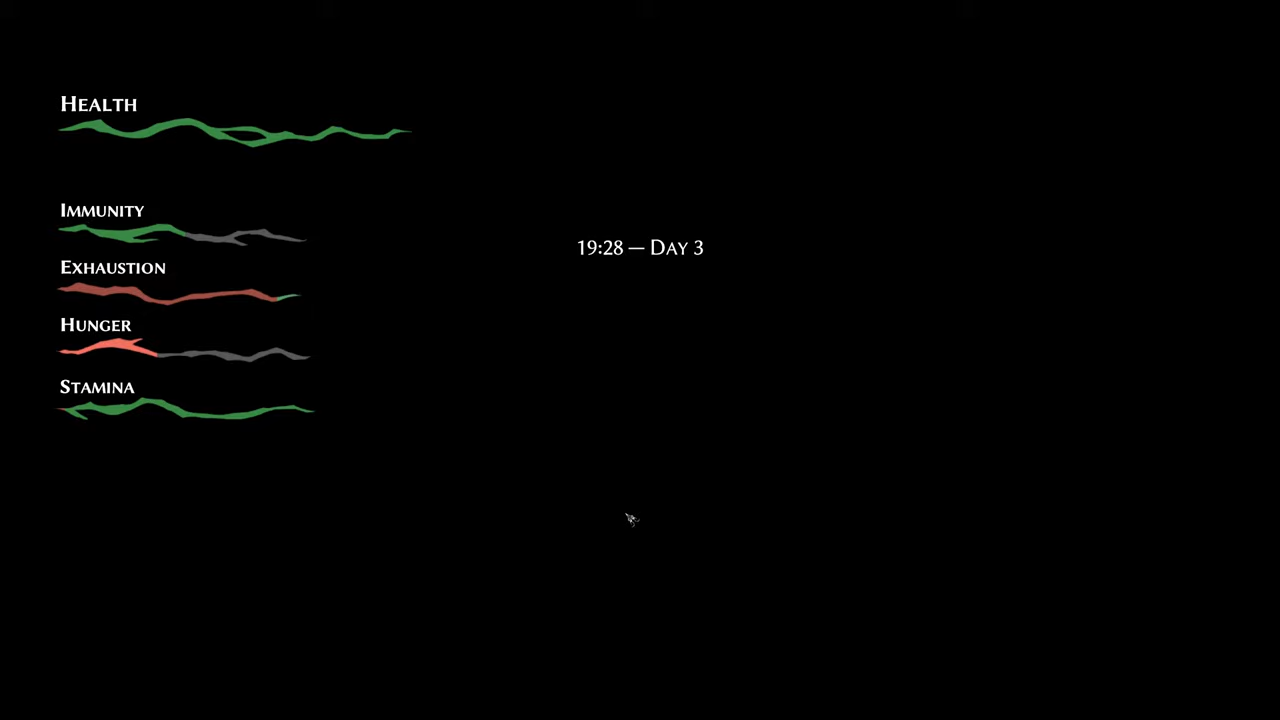 Health
Immunity
Exhaustion
Hunger
Stamina
19:28 — Day 3